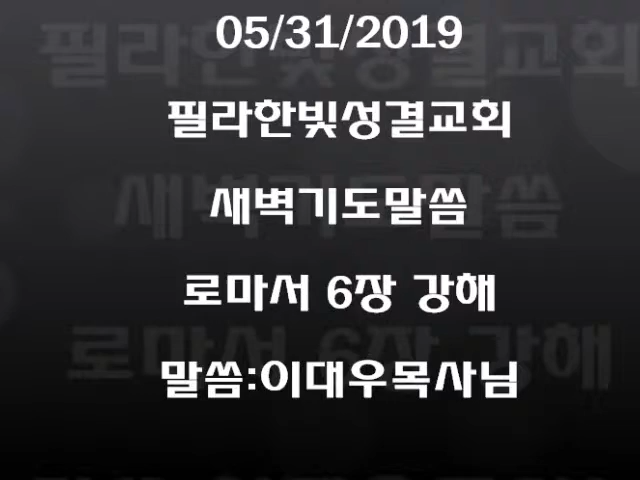 05/31/2019
필라한빛성결교회
새벽기도말씀
로마서 6장 강해
말씀:이대우목사님